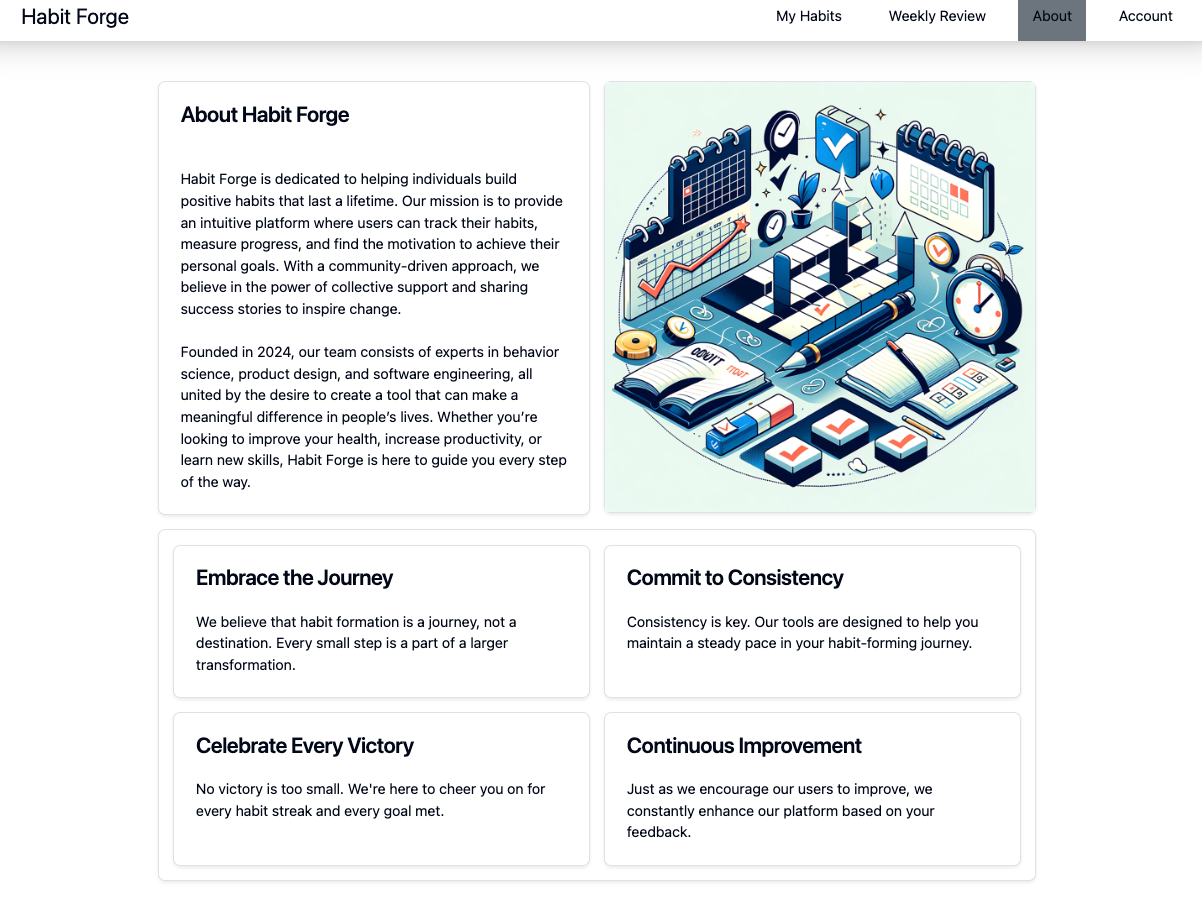 Habit Forge
My Habits
Weekly Review
About
Account
About Habit Forge
Habit Forge is dedicated to helping individuals build
positive habits that last a lifetime. Our mission is to provide
an intuitive platform where users can track their habits,
measure progress, and find the motivation to achieve their
personal goals. With a community-driven approach, we
believe in the power of collective support and sharing
success stories to inspire change.
Founded in 2024, our team consists of experts in behavior
science, product design, and software engineering, all
united by the desire to create a tool that can make a
meaningful difference in people’s lives. Whether you’re
looking to improve your health, increase productivity, or
learn new skills, Habit Forge is here to guide you every step
of the way.
Embrace the Journey
We believe that habit formation is a journey, not a
destination. Every small step is a part of a larger
transformation.
Commit to Consistency
Consistency is key. Our tools are designed to help you
maintain a steady pace in your habit-forming journey.
Celebrate Every Victory
No victory is too small. We're here to cheer you on for
every habit streak and every goal met.
Continuous Improvement
Just as we encourage our users to improve, we
constantly enhance our platform based on your
feedback.